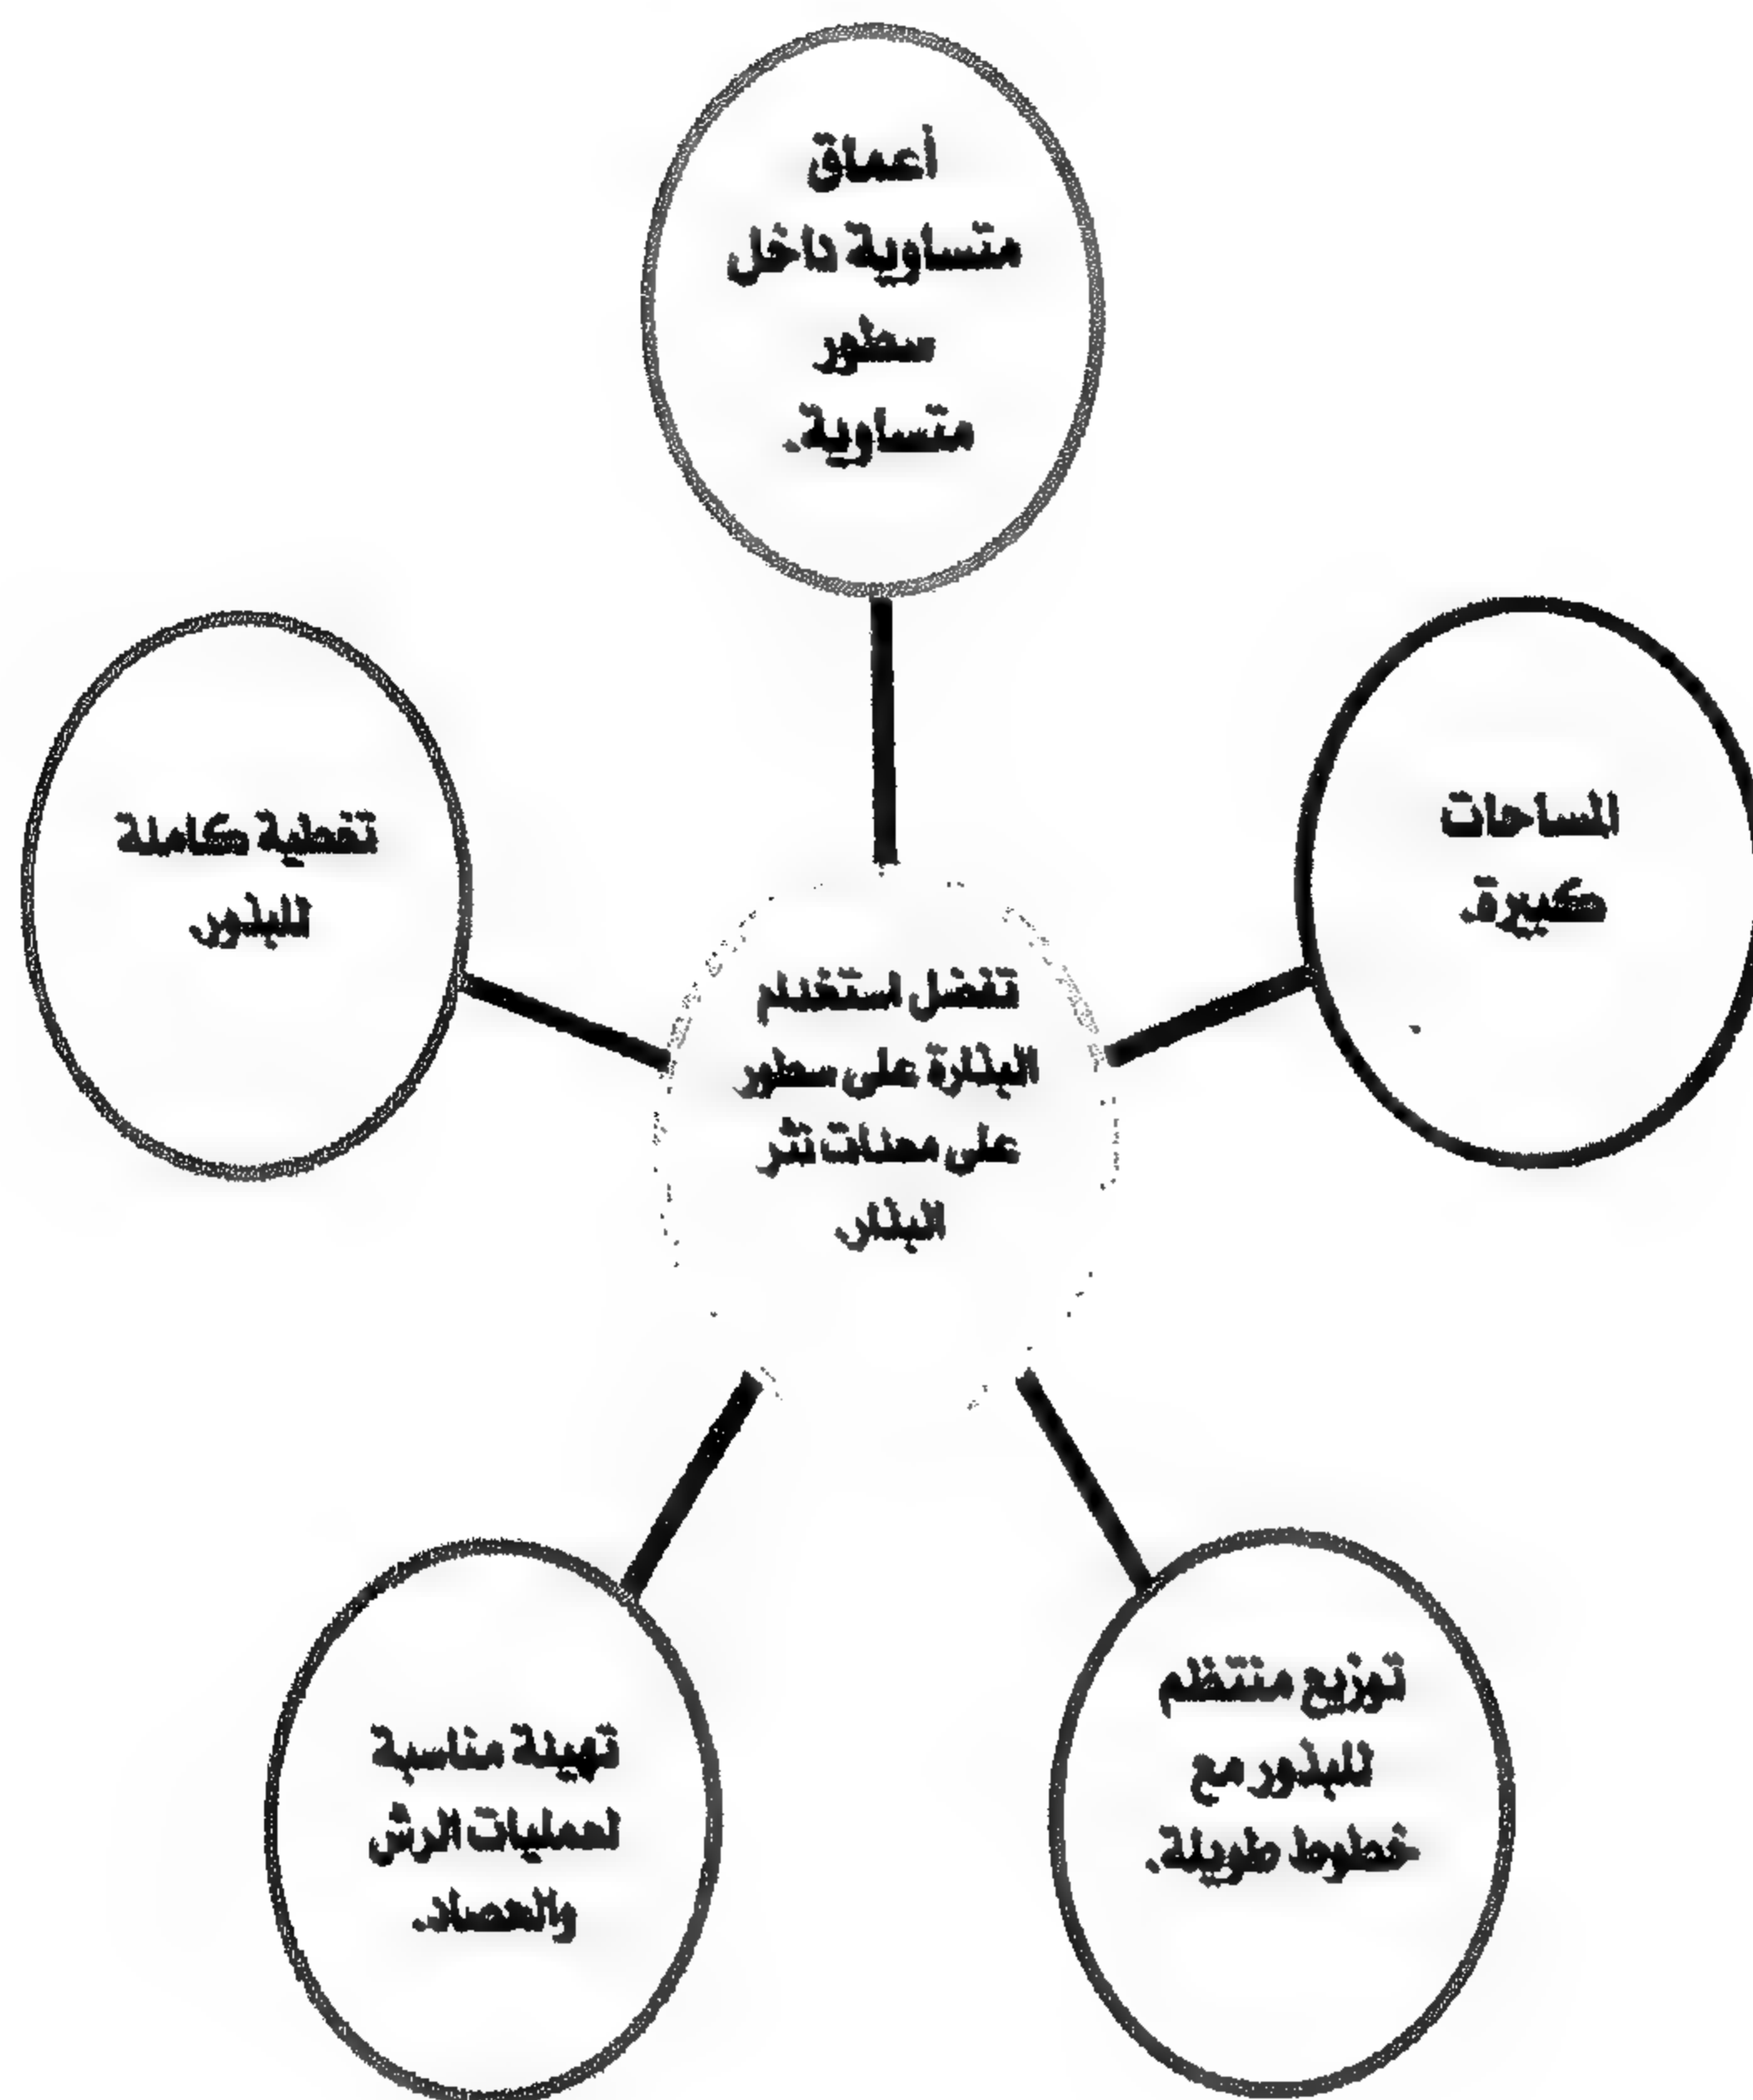 أعماق
متساوية داخل
سطور
متساوية.
المساحات
كبيرة.
تغطية كاملة
للبذور.
تفضل استخدام
البذارة على سطور
على معدات نثر
البذار.
توزيع منتظم
للبذور مع
خطوط طويلة.
تهيئة مناسبة
لعمليات الرش
والحصاد.